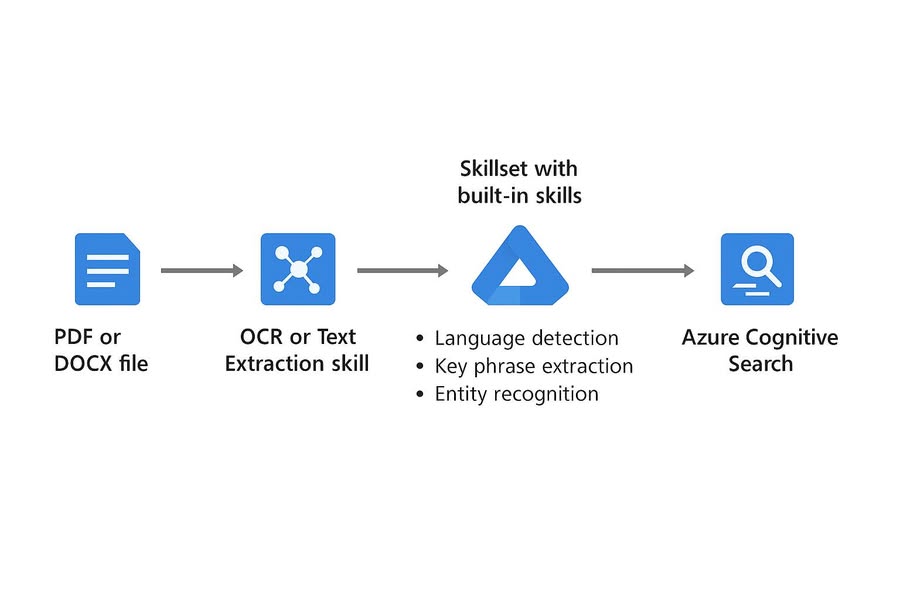 Skillset with
built-in skills
PDF or
DOCX file
OCR or Text
Extraction skill
• Language detection
• Key phrase extraction
• Entity recognition
Azure Cognitive
Search